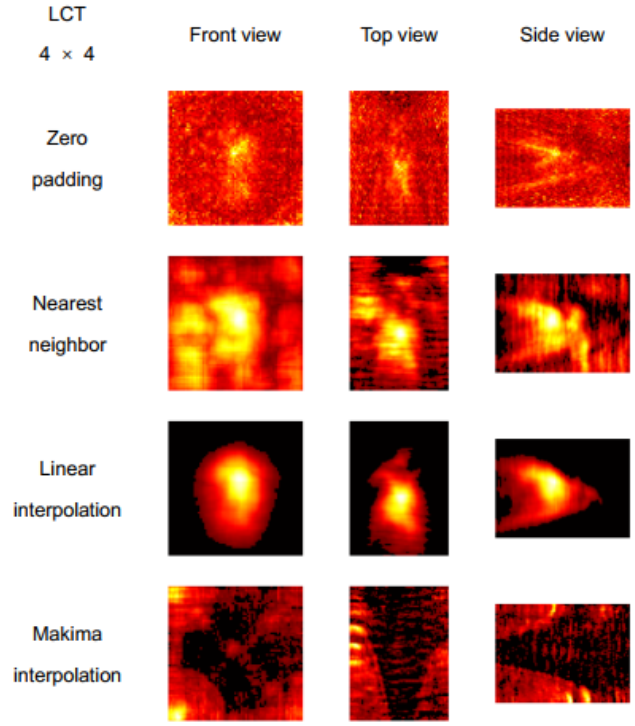 LCT
4 × 4
Front view
Top view
Side view
Zero
padding
Nearest
neighbor
Linear
interpolation
Makima
interpolation